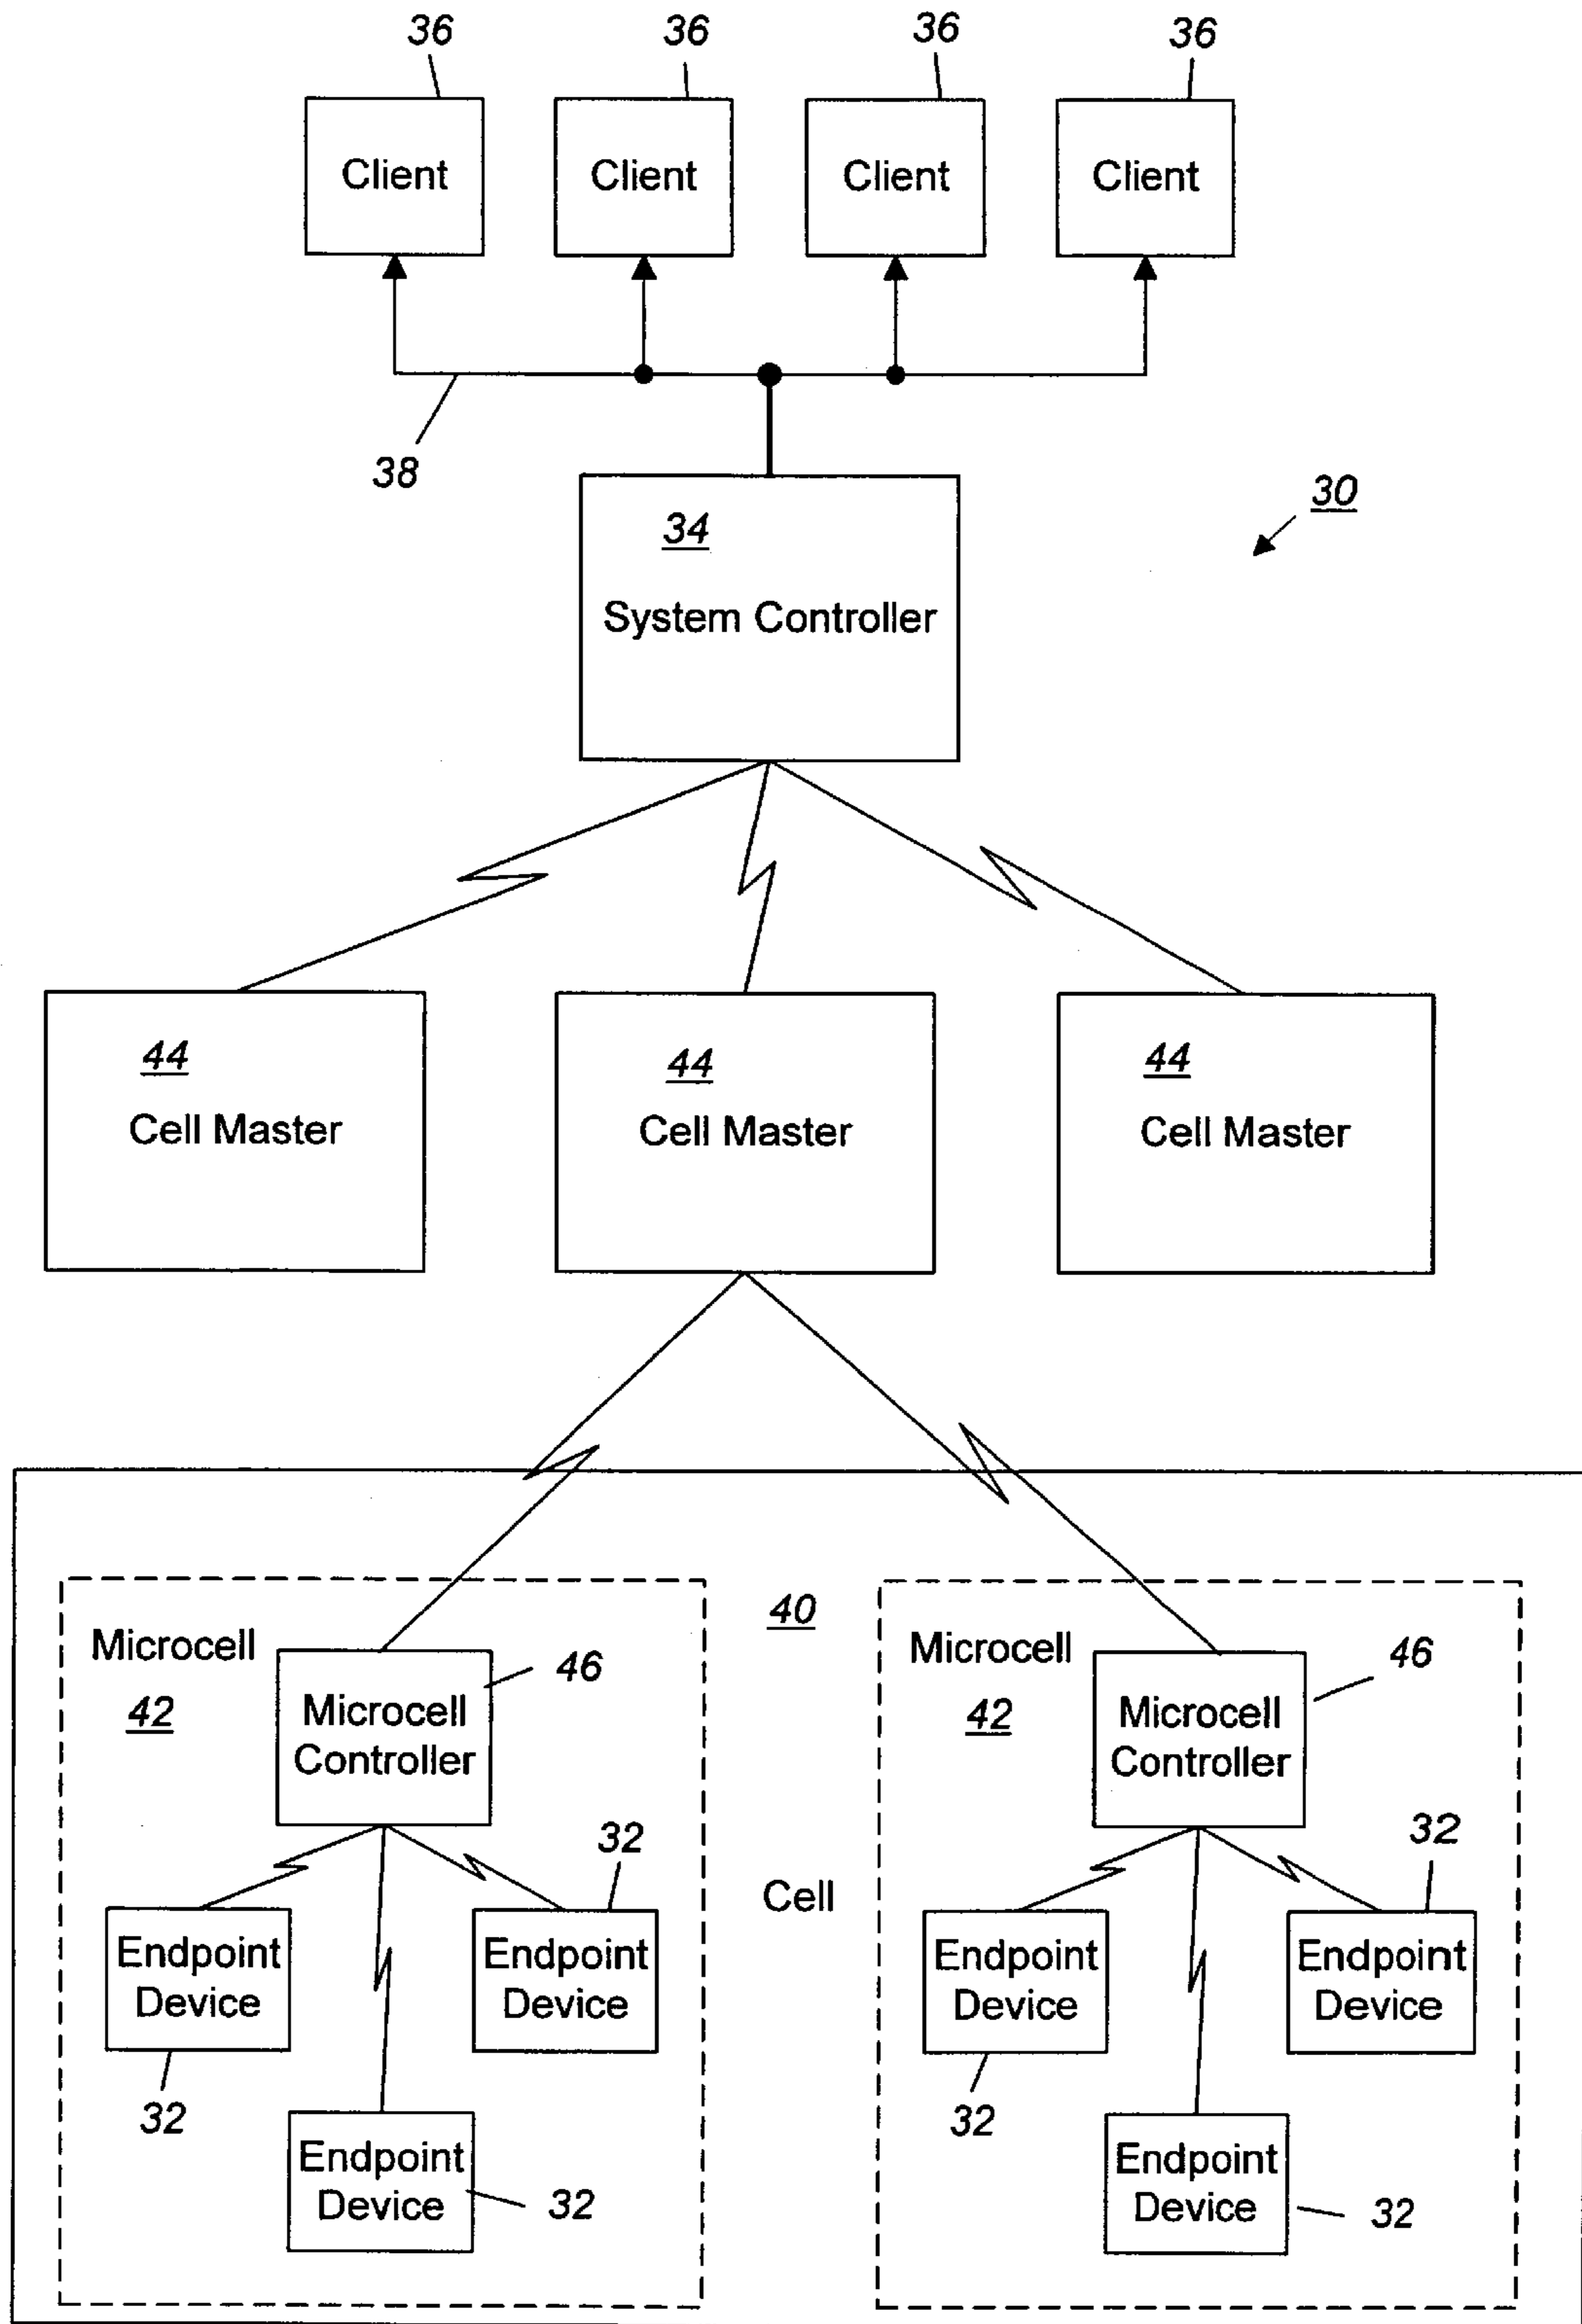 36 36 36 36
Client Client Client Client
38
30
34
System Controller
44 44 44
Cell Master Cell Master Cell Master
40
Microcell
42
46
Microcell
Controller
32
Endpoint
Device
32
Endpoint
Device
Endpoint
Device
32
Cell
Microcell
42
46
Microcell
Controller
32
Endpoint
Device
32
Endpoint
Device
Endpoint
Device
32